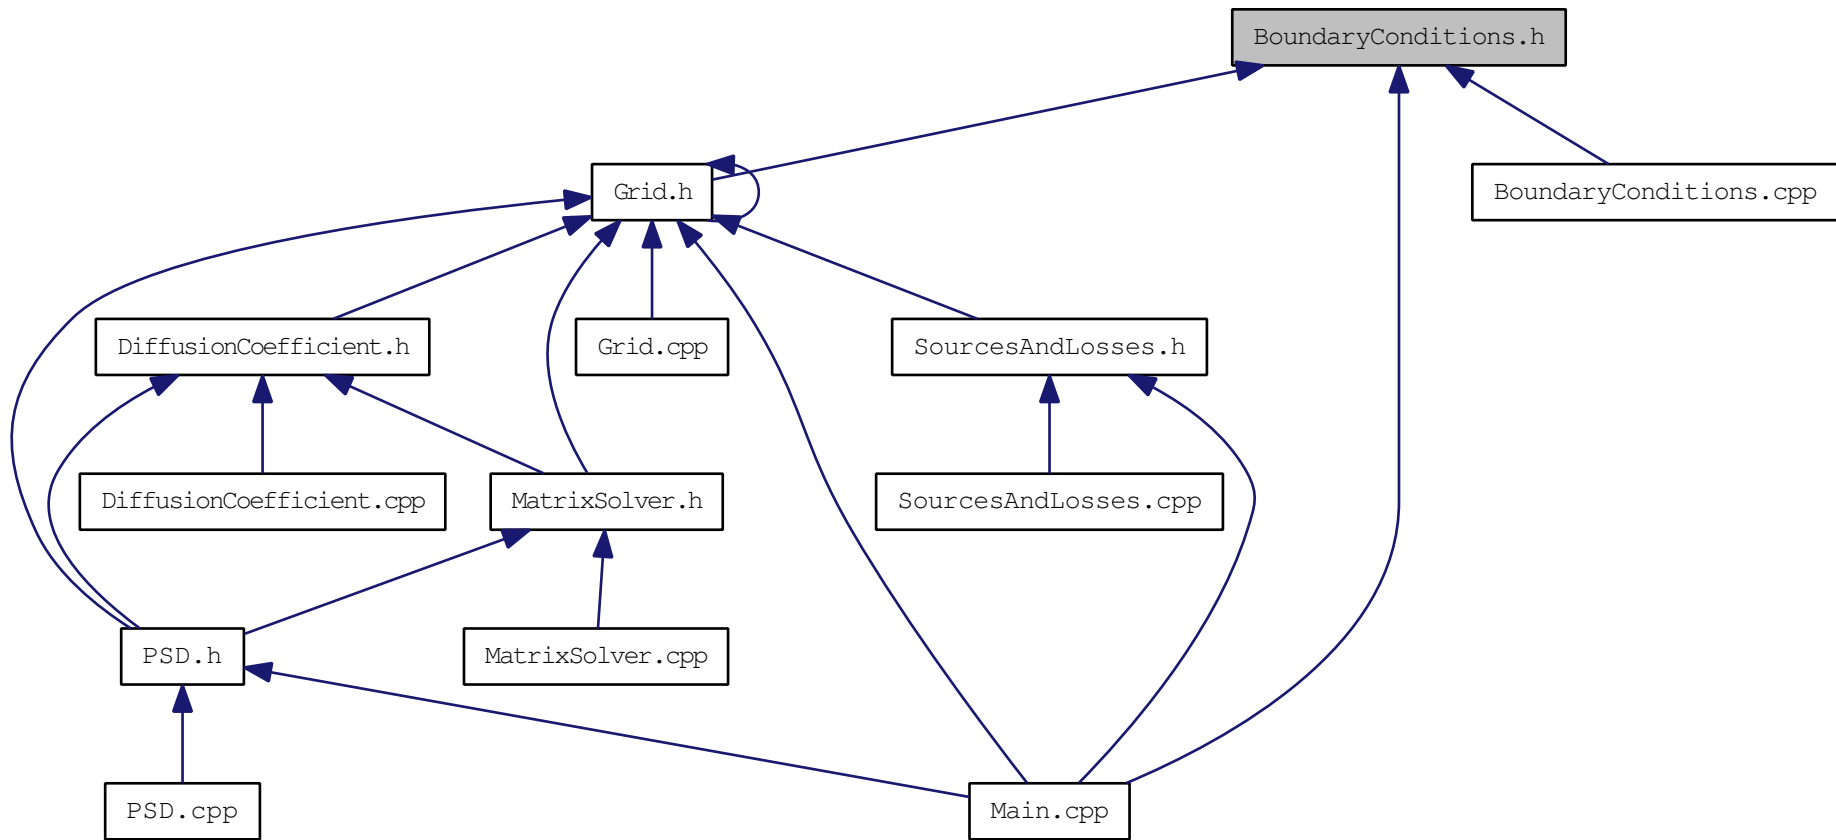 BoundaryConditions.h
Grid.h
BoundaryConditions.cpp
DiffusionCoefficient.h
Grid.cpp
SourcesAndLosses.h
DiffusionCoefficient.cpp
MatrixSolver.h
SourcesAndLosses.cpp
PSD.h
MatrixSolver.cpp
PSD.cpp
Main.cpp